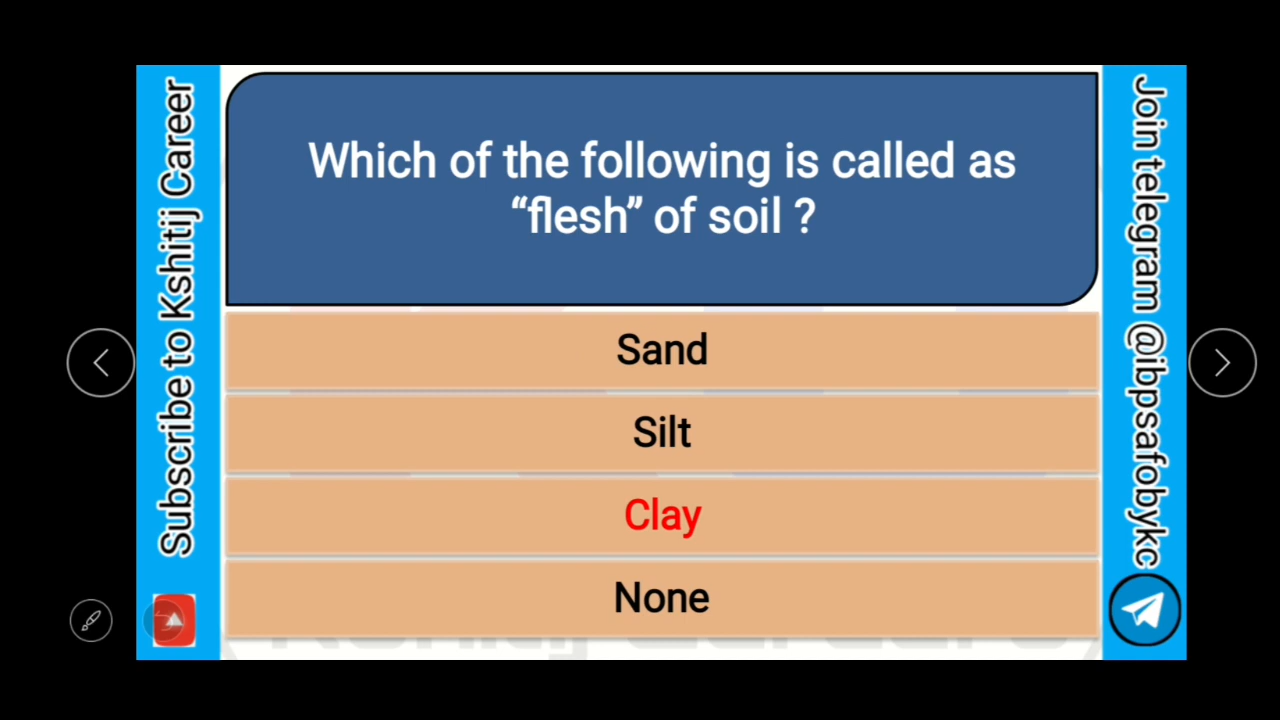 Which of the following is called as
“flesh” of soil ?
Sand
Silt
Clay
None
Subscribe to Kshitij Career
Join telegram @ibpsafobykc